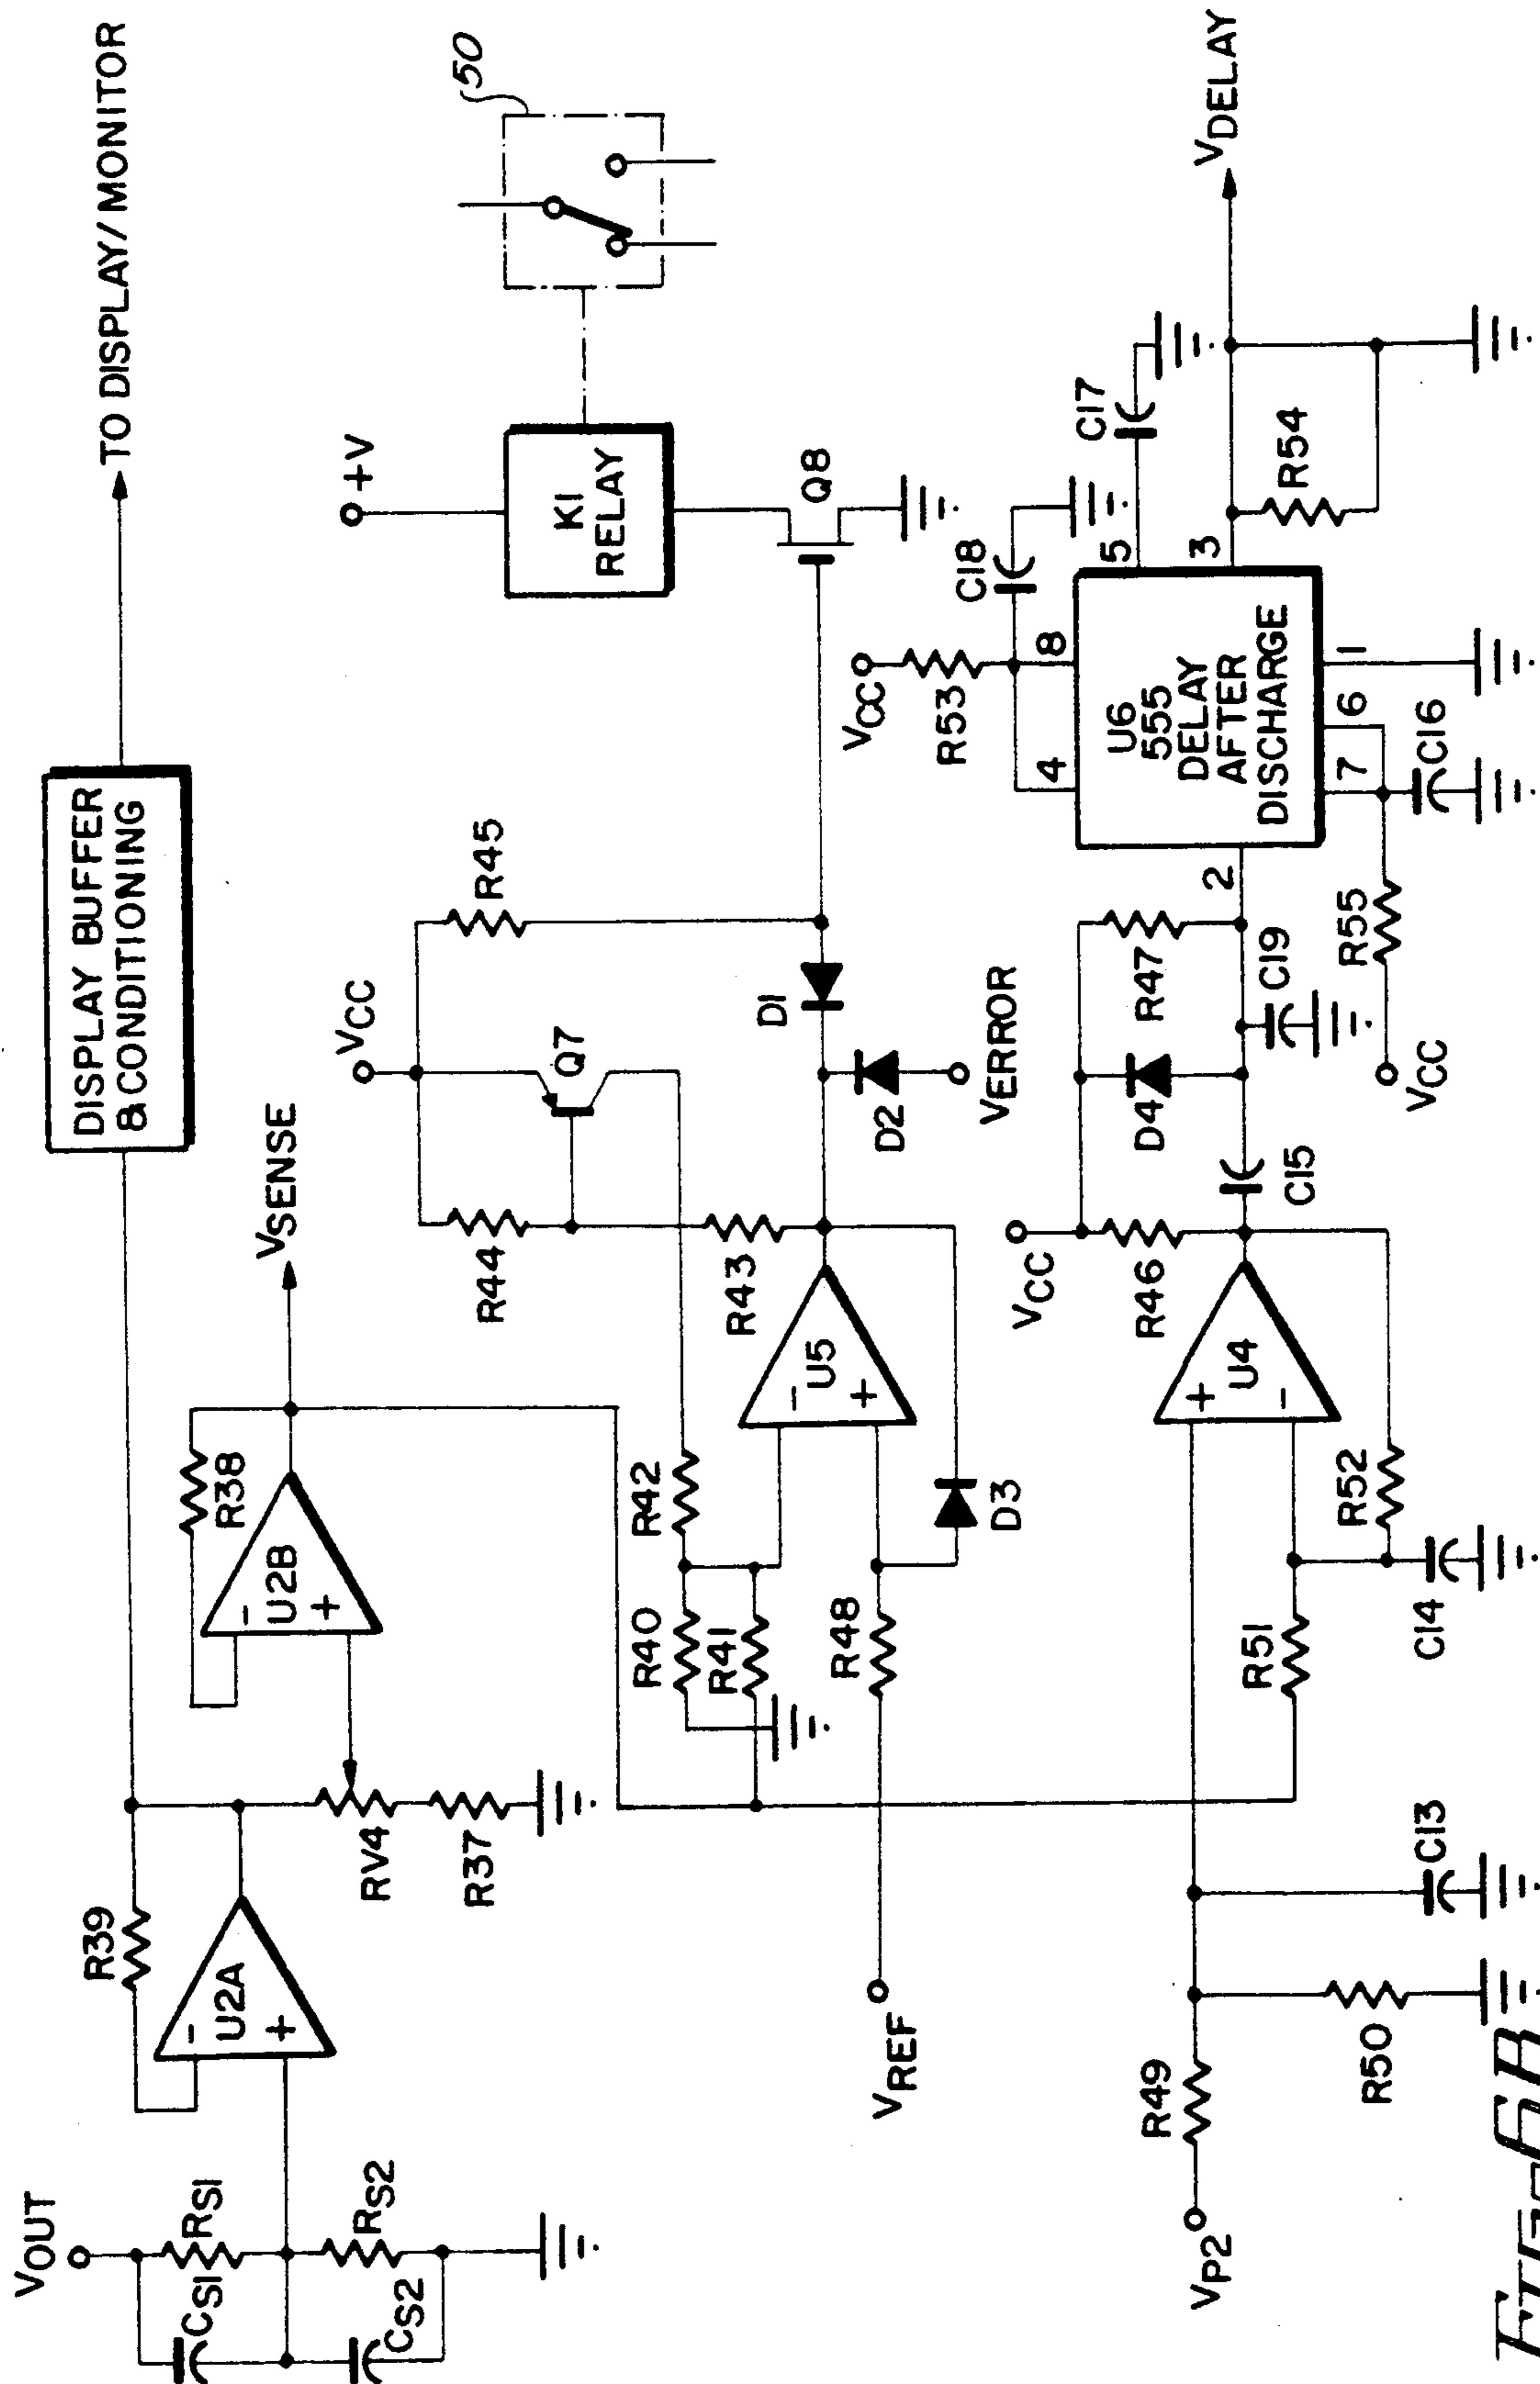 DISPLAY BUFFER
& CONDITIONING
TO DISPLAY/MONITOR
VOUT
CS1
RS1
CS2
RS2
R39
-
U2A
+
RV4
R37
R38
-
U2B
+
VSENSE
VCC
R44
Q7
R45
+V
K1
RELAY
50
Q8
R40
R41
R42
R43
-
U5
+
R48
D3
D1
D2
VERROR
VREF
VCC
R46
D4
R47
+
U4
-
C15
C19
R51
R52
C14
VP2
R49
R50
C13
VCC
R53
C18
C17
4
8
5
3
2
7
6
1
U6
555
DELAY
AFTER
DISCHARGE
R54
VDELAY
R55
VCC
C16